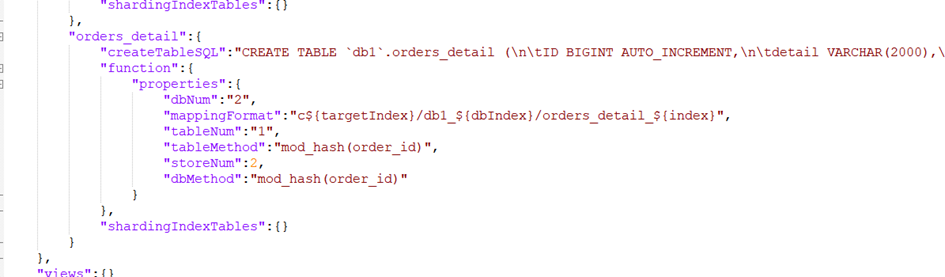 "shardingIndexTables":{}
},
"orders_detail":{
"createTableSQL":"CREATE TABLE `db1`.orders_detail (\n\tID BIGINT AUTO_INCREMENT,\n\tdetail VARCHAR(2000),\
"function":{
"properties":{
"dbNum":"2",
"mappingFormat":"c${targetIndex}/db1_${dbIndex}/orders_detail_${index}",
"tableNum":"1",
"tableMethod":"mod_hash(order_id)",
"storeNum":2,
"dbMethod":"mod_hash(order_id)"
}
},
"shardingIndexTables":{}
}
},
"views":{}